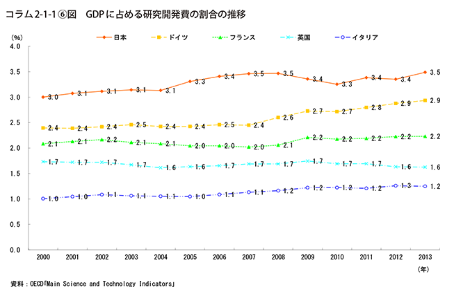 コラム2-1-1⑥図 GDPに占める研究開発費の割合の推移
(%)
日本 ドイツ フランス 英国 イタリア
4.0
3.5
3.0
2.5
2.0
1.5
1.0
0.5
0.0
3.0 3.1 3.1 3.1 3.1 3.3 3.4 3.5 3.5 3.4 3.3 3.4 3.4 3.5
2.4 2.4 2.4 2.5 2.4 2.4 2.5 2.4 2.6 2.7 2.7 2.8 2.9 2.9
2.1 2.1 2.2 2.1 2.1 2.0 2.0 2.0 2.1 2.2 2.2 2.2 2.2 2.2
1.7 1.7 1.7 1.7 1.6 1.6 1.6 1.7 1.7 1.7 1.7 1.7 1.6 1.6
1.0 1.0 1.1 1.1 1.1 1.0 1.1 1.1 1.2 1.2 1.2 1.2 1.3 1.2
2000 2001 2002 2003 2004 2005 2006 2007 2008 2009 2010 2011 2012 2013
(年)
資料：OECD「Main Science and Technology Indicators」